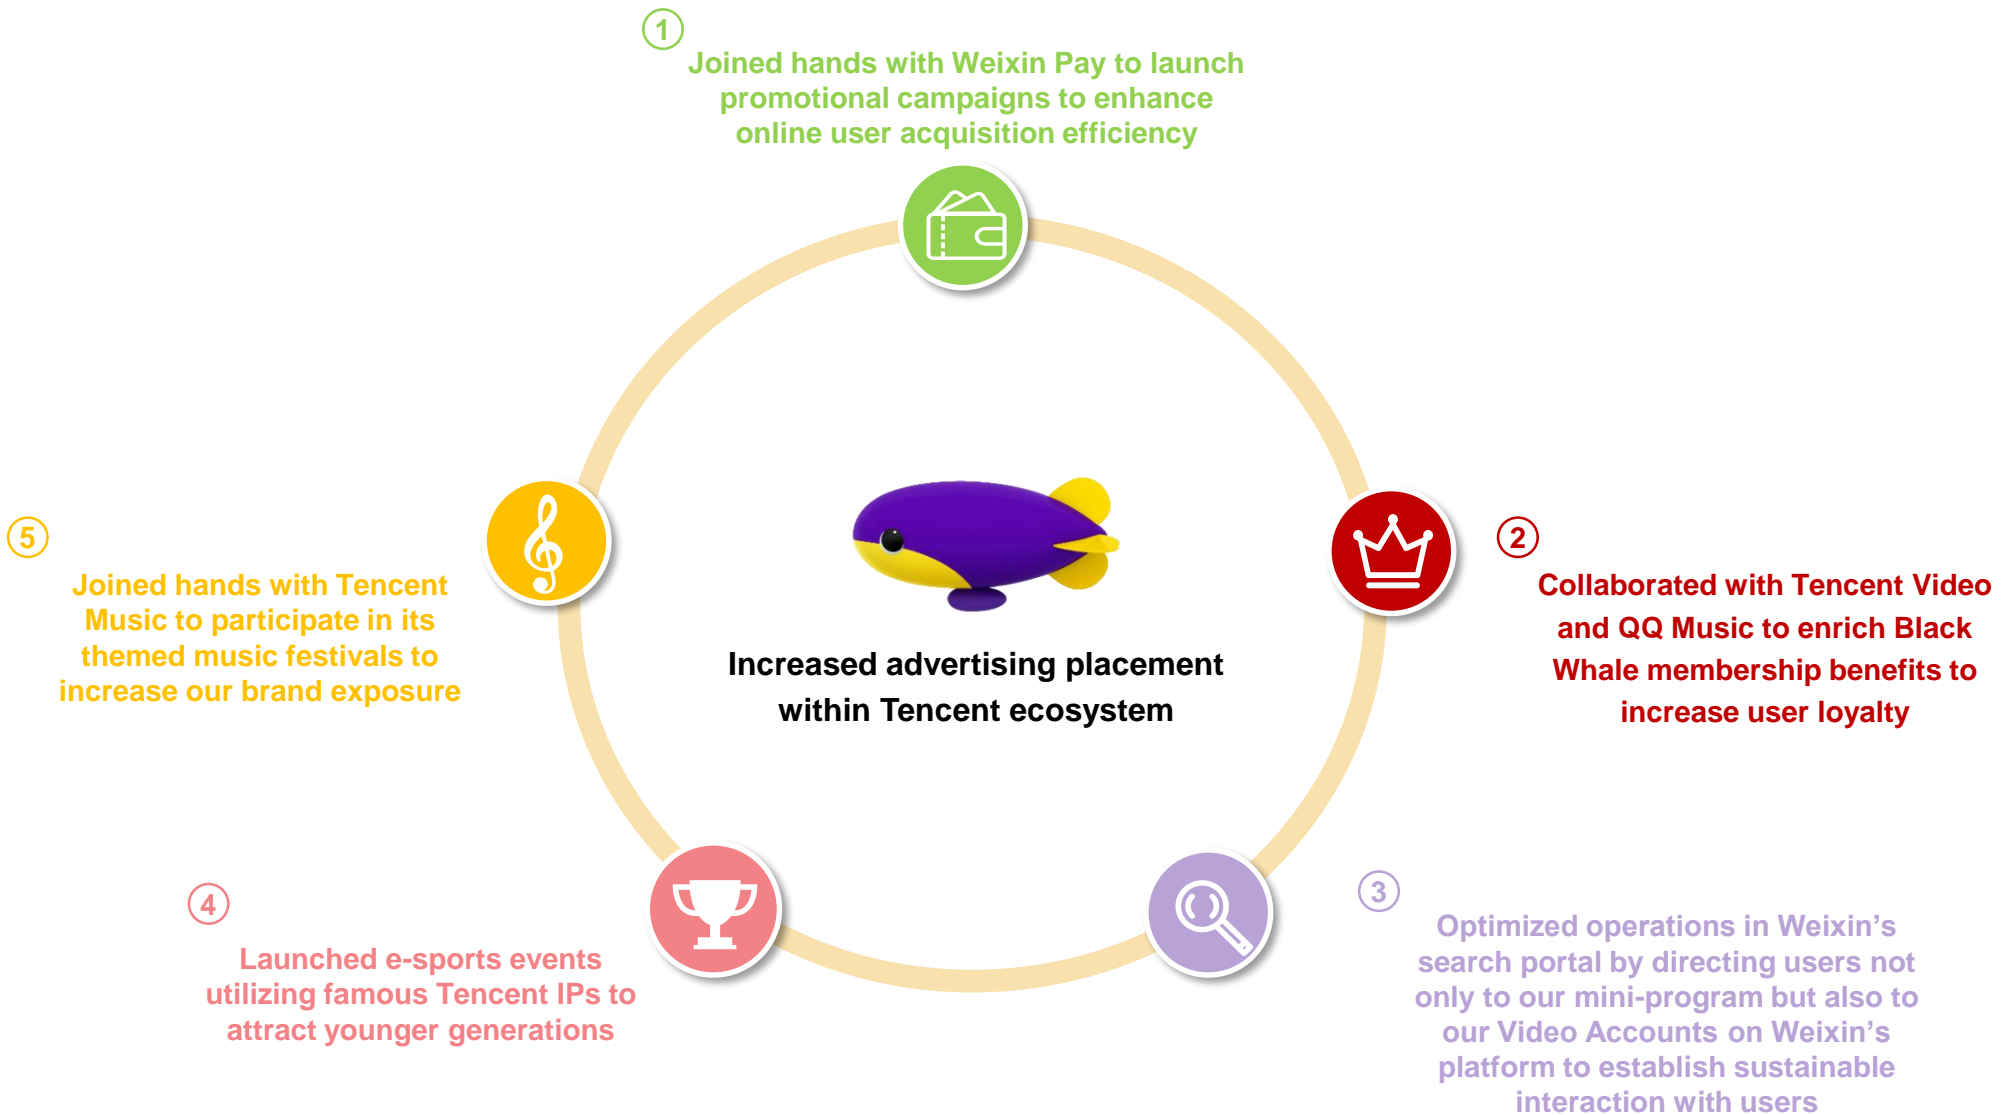 1
Joined hands with Weixin Pay to launch
promotional campaigns to enhance
online user acquisition efficiency
2
Collaborated with Tencent Video
and QQ Music to enrich Black
Whale membership benefits to
increase user loyalty
3
Optimized operations in Weixin’s
search portal by directing users not
only to our mini-program but also to
our Video Accounts on Weixin’s
platform to establish sustainable
interaction with users
4
Launched e-sports events
utilizing famous Tencent IPs to
attract younger generations
5
Joined hands with Tencent
Music to participate in its
themed music festivals to
increase our brand exposure
Increased advertising placement
within Tencent ecosystem